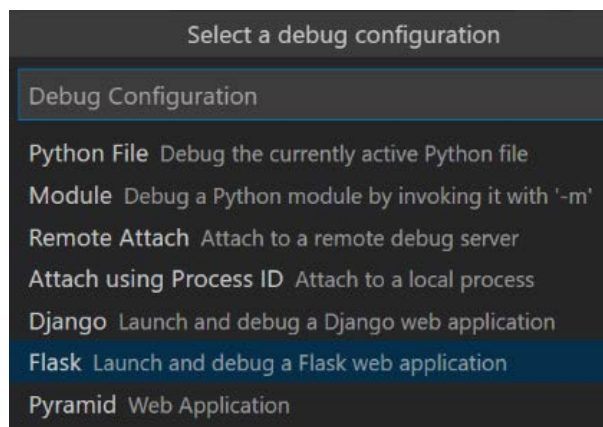 Select a debug configuration
Debug Configuration
Python File Debug the currently active Python file
Module Debug a Python module by invoking it with '-m'
Remote Attach Attach to a remote debug server
Attach using Process ID Attach to a local process
Django Launch and debug a Django web application
Flask Launch and debug a Flask web application
Pyramid Web Application